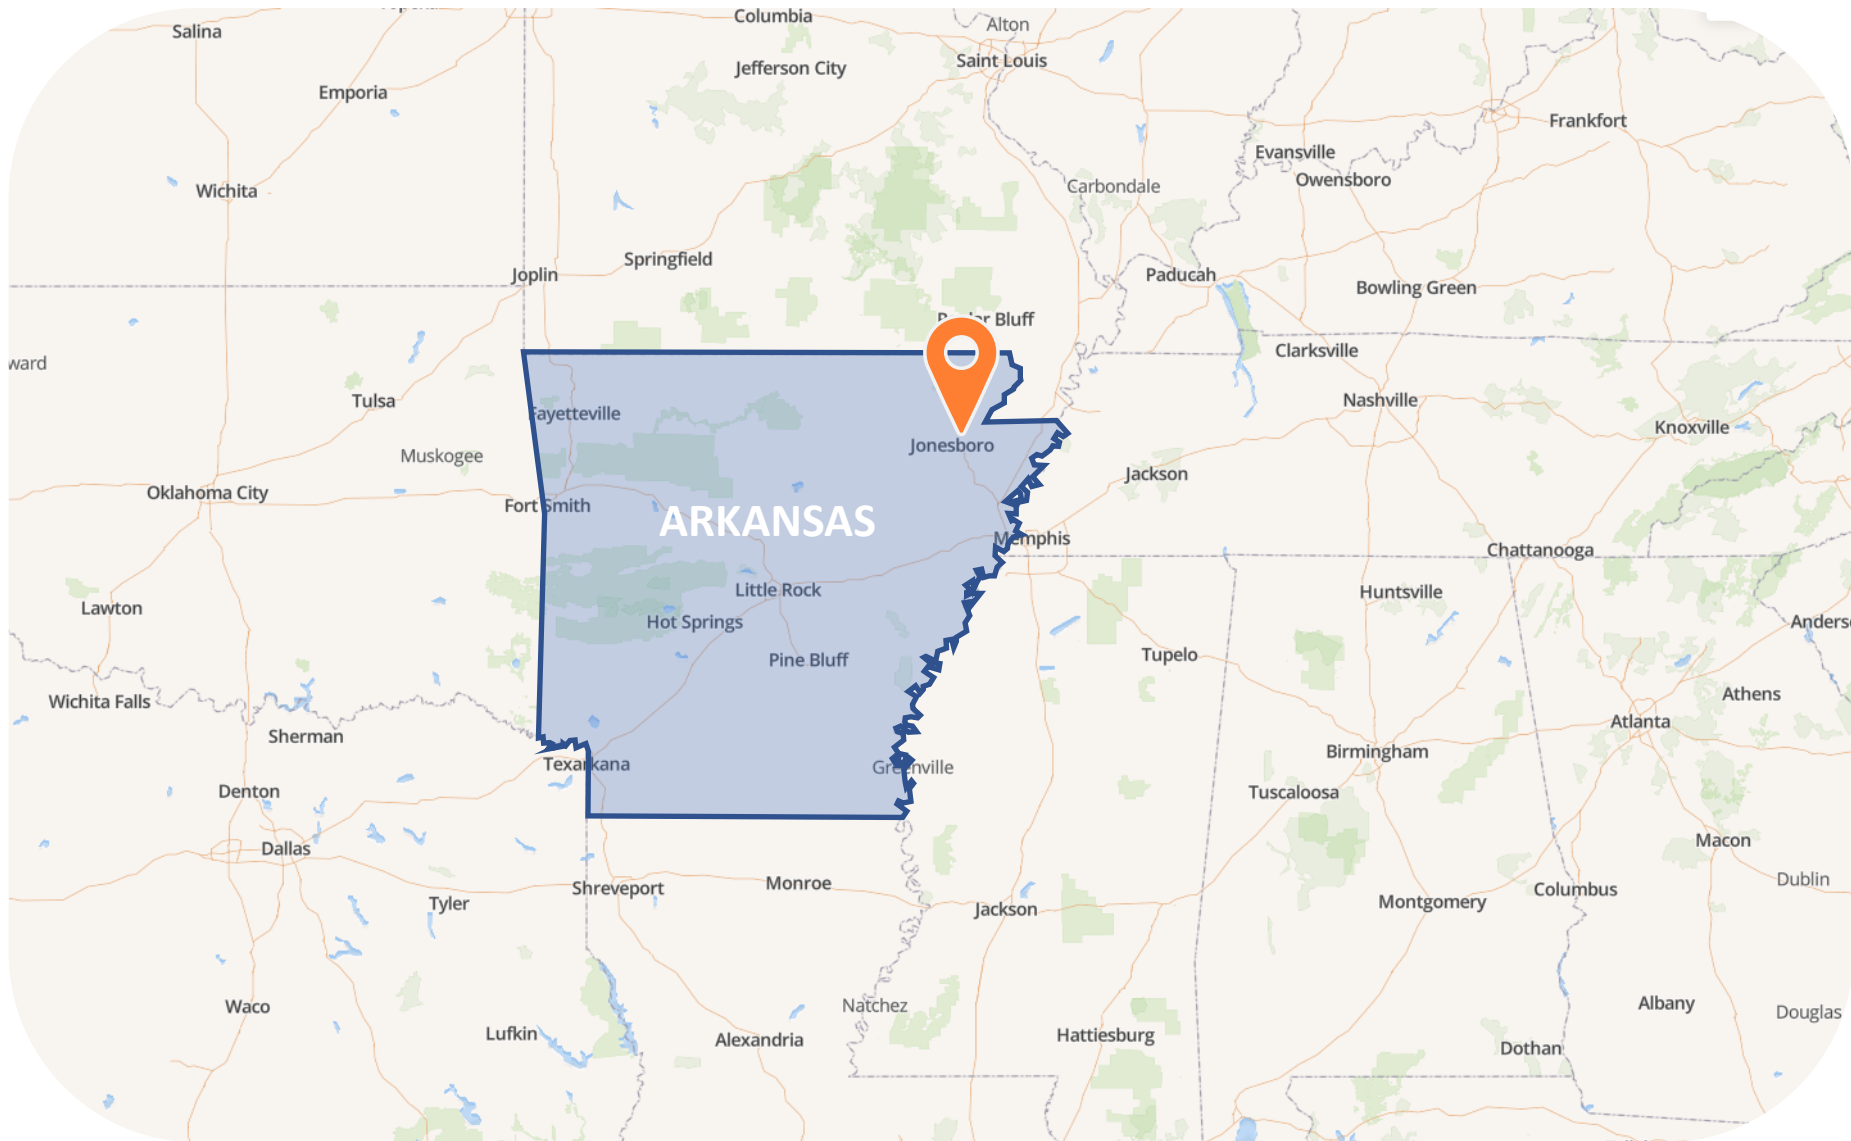 Columbia
Alton
Salina
Saint Louis
Jefferson City
Emporia
Frankfort
Evansville
Owensboro
Carbondale
Wichita
Springfield
Joplin
Paducah
Bowling Green
Bluff
Clarksville
ward
Tulsa
Nashville
Fayetteville
Knoxville
Jonesboro
Muskogee
Jackson
Oklahoma City
Fort Smith
ARKANSAS
Memphis
Chattanooga
Little Rock
Huntsville
Lawton
Hot Springs
Anders
Pine Bluff
Tupelo
Wichita Falls
Athens
Sherman
Atlanta
Birmingham
Texarkana
Greenville
Denton
Tuscaloosa
Dallas
Macon
Shreveport
Monroe
Columbus
Dublin
Tyler
Jackson
Montgomery
Waco
Natchez
Albany
Douglas
Lufkin
Alexandria
Hattiesburg
Dothan